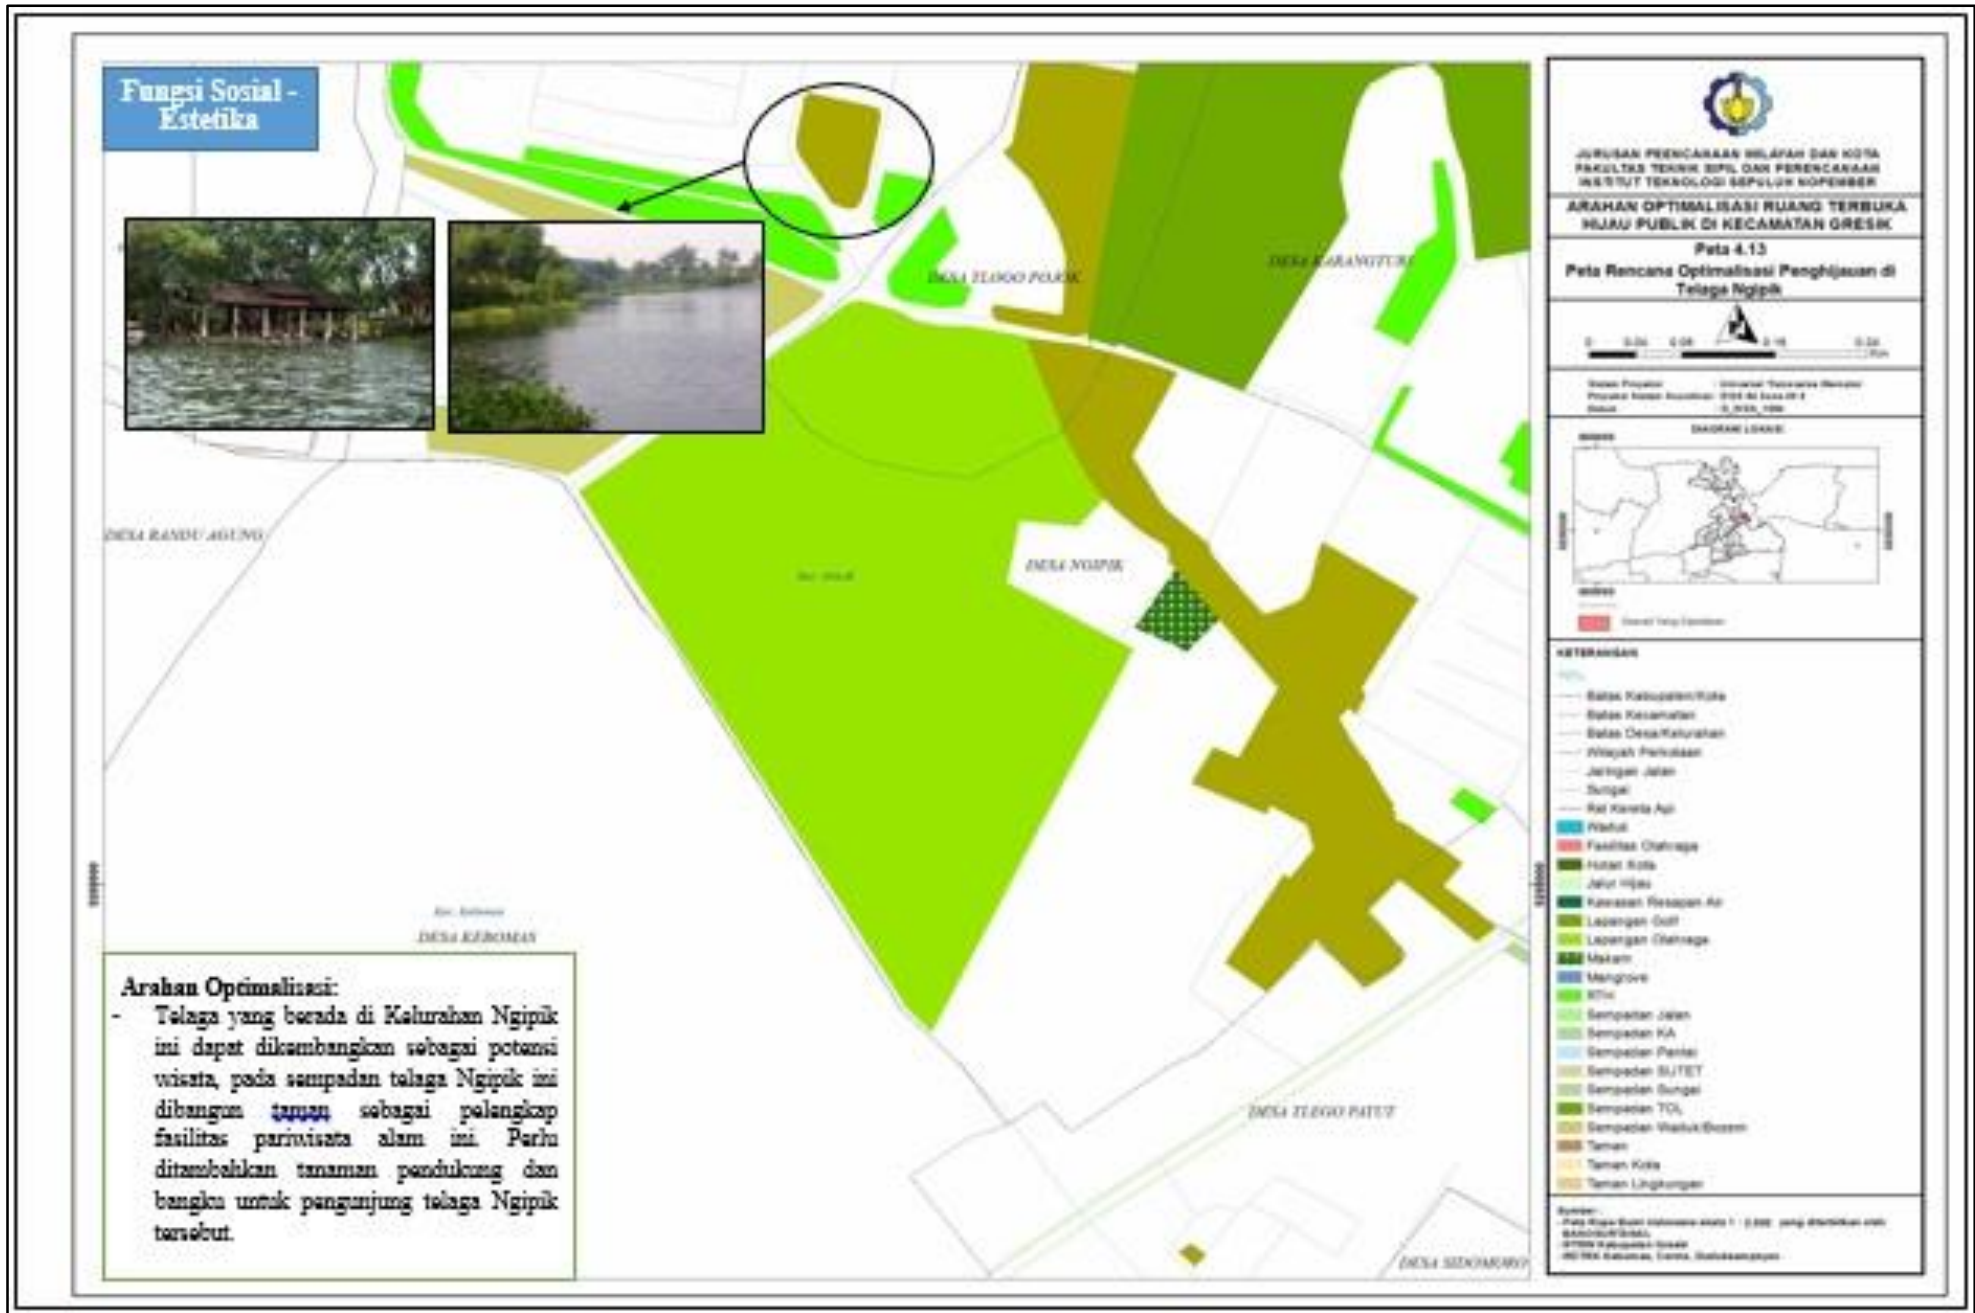 Fungsi Sosial -
Estetika
DESA TLOGO POJOK
DESA KARANGTURI
DESA RANDU AGUNG
DESA NGIPIK
DESA KEBOMAS
DESA TLEGO PATUT
DESA SIDOMORO
Arahan Optimalisasi:
- Telaga yang berada di Kelurahan Ngipik
ini dapat dikembangkan sebagai potensi
wisata, pada sempadan telaga Ngipik ini
dibangun taman sebagai pelengkap
fasilitas pariwisata alam ini. Perlu
ditambahkan tanaman pendukung dan
bangku untuk pengunjung telaga Ngipik
tersebut.
JURUSAN PERENCANAAN WILAYAH DAN KOTA
FAKULTAS TEKNIK SIPIL DAN PERENCANAAN
INSTITUT TEKNOLOGI SEPULUH NOPEMBER
ARAHAN OPTIMALISASI RUANG TERBUKA
HIJAU PUBLIK DI KECAMATAN GRESIK
Peta 4.13
Peta Rencana Optimalisasi Penghijauan di
Telaga Ngipik
DIAGRAM LOKASI
KETERANGAN
Batas Kabupaten/Kota
Batas Kecamatan
Batas Desa/Kelurahan
Wilayah Perkotaan
Jaringan Jalan
Sungai
Rel Kereta Api
Waduk
Fasilitas Olahraga
Hutan Kota
Jalur Hijau
Kawasan Resapan Air
Lapangan Golf
Lapangan Olahraga
Makam
Mangrove
RTH
Sempadan Jalan
Sempadan KA
Sempadan Pantai
Sempadan SUTET
Sempadan Sungai
Sempadan TOL
Sempadan Waduk/Bozem
Taman
Taman Kota
Taman Lingkungan
Sumber :